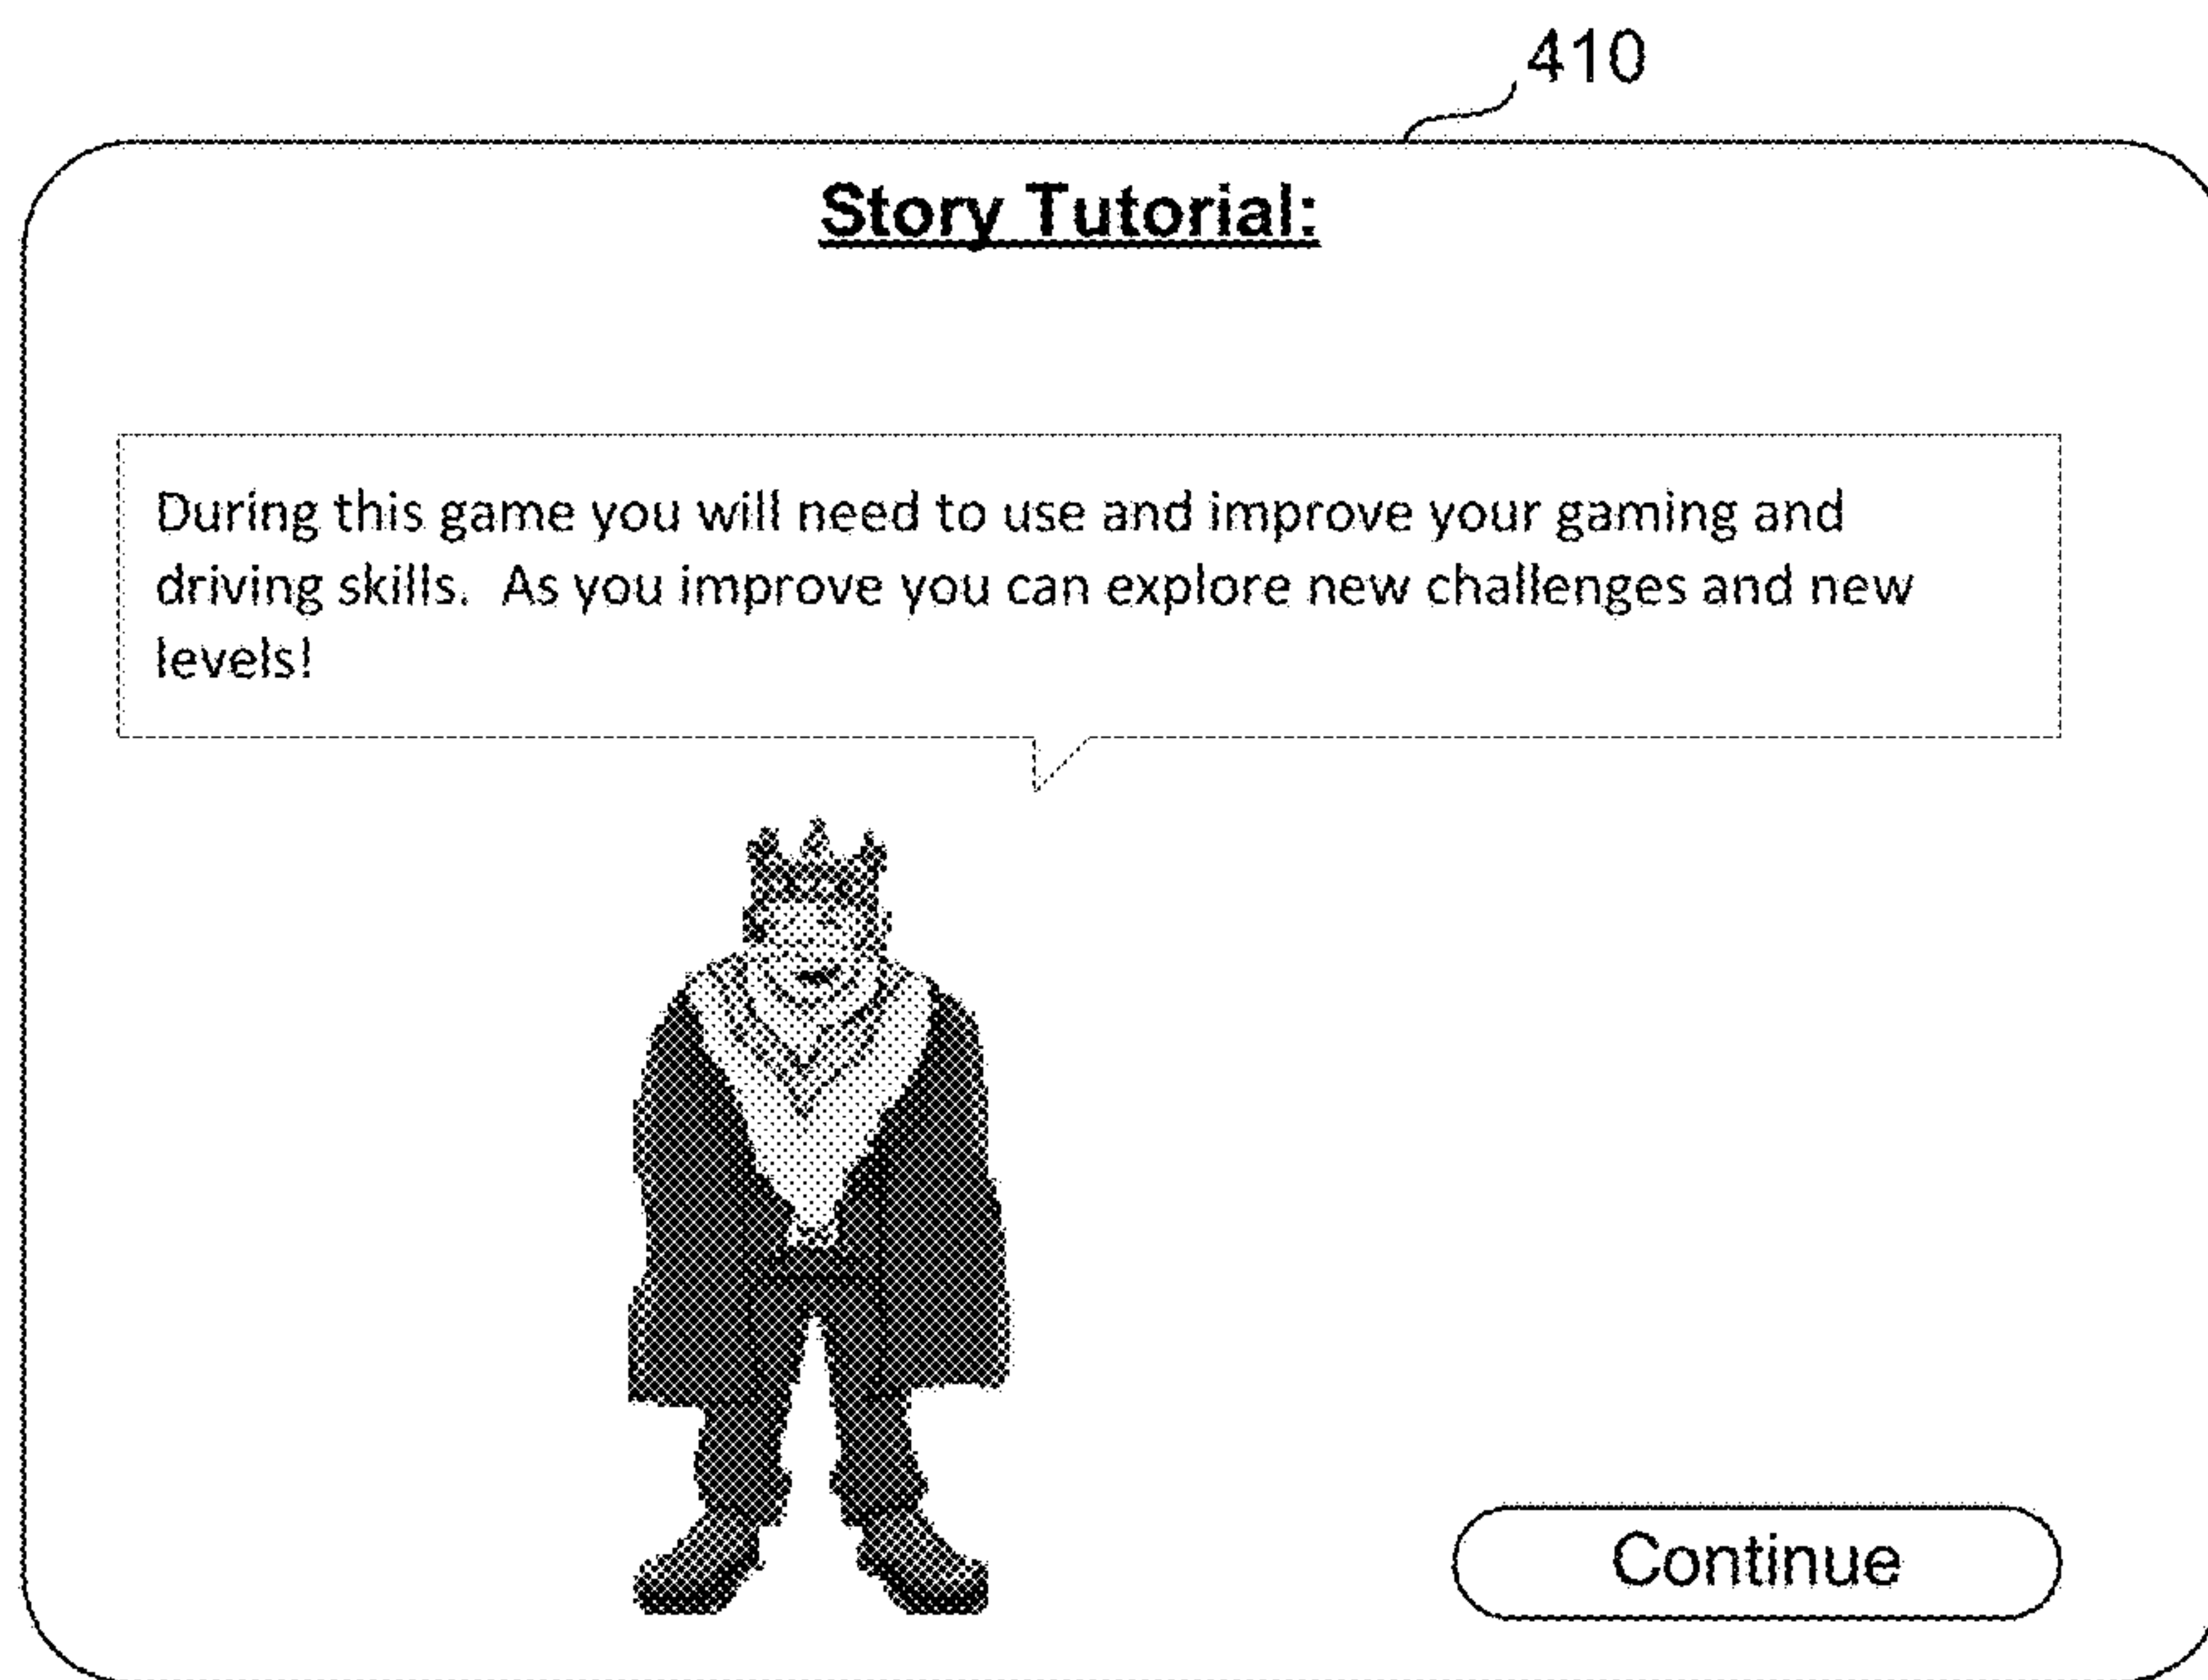 410
Story Tutorial:
During this game you will need to use and improve your gaming and
driving skills.  As you improve you can explore new challenges and new
levels!
Continue